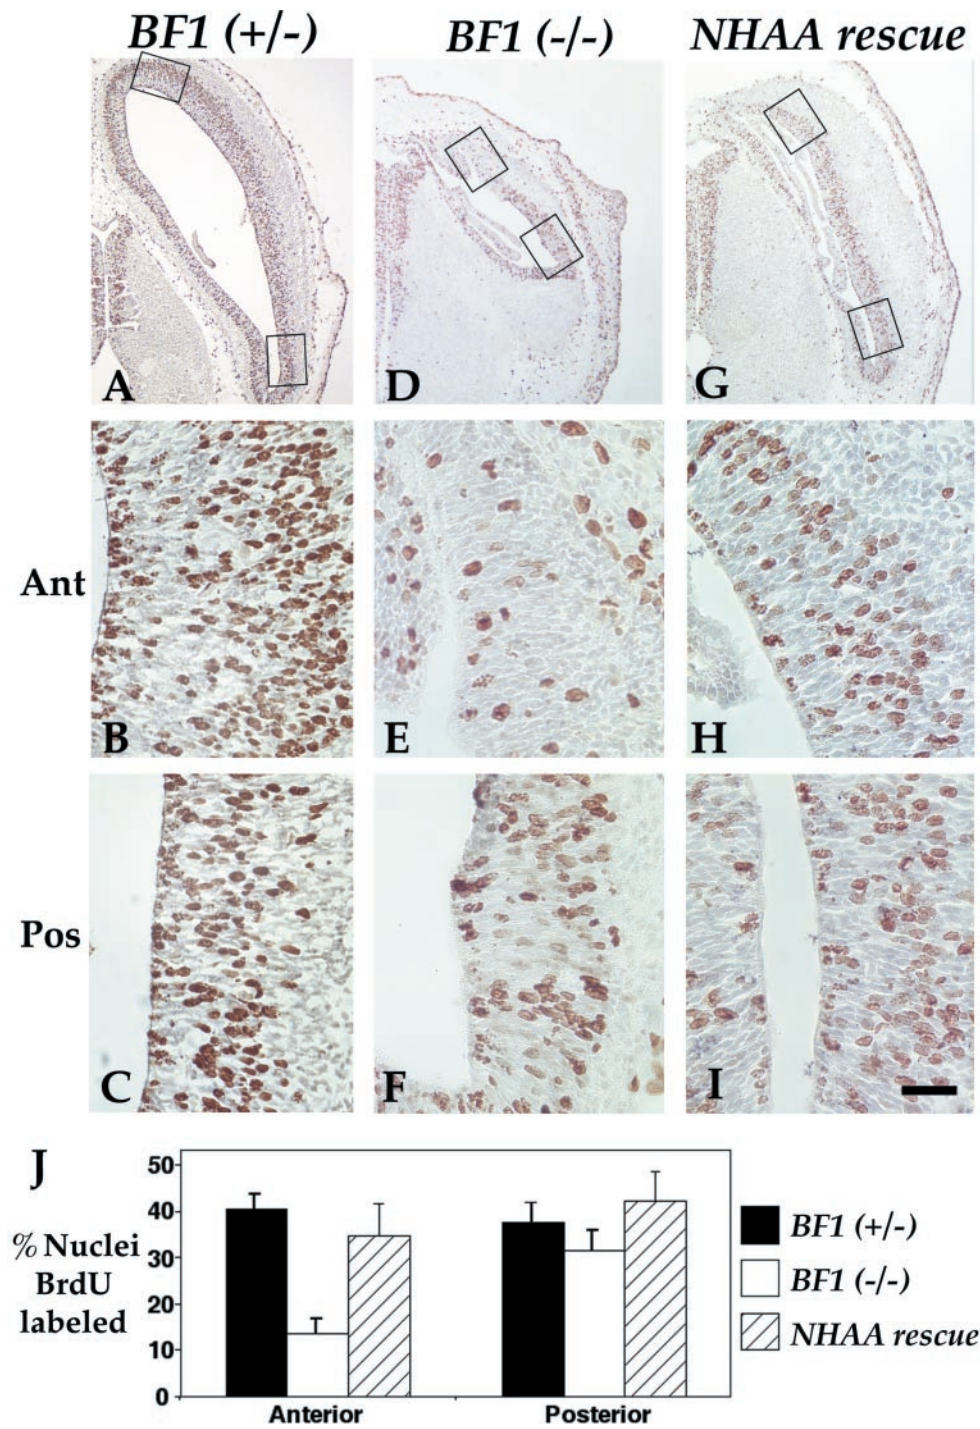 BF1 (+/-) BF1 (-/-) NHAA rescue
A D G
Ant
B E H
Pos
C F I
J
% Nuclei
BrdU
labeled
50
40
30
20
10
0
Anterior Posterior
BF1 (+/-)
BF1 (-/-)
NHAA rescue